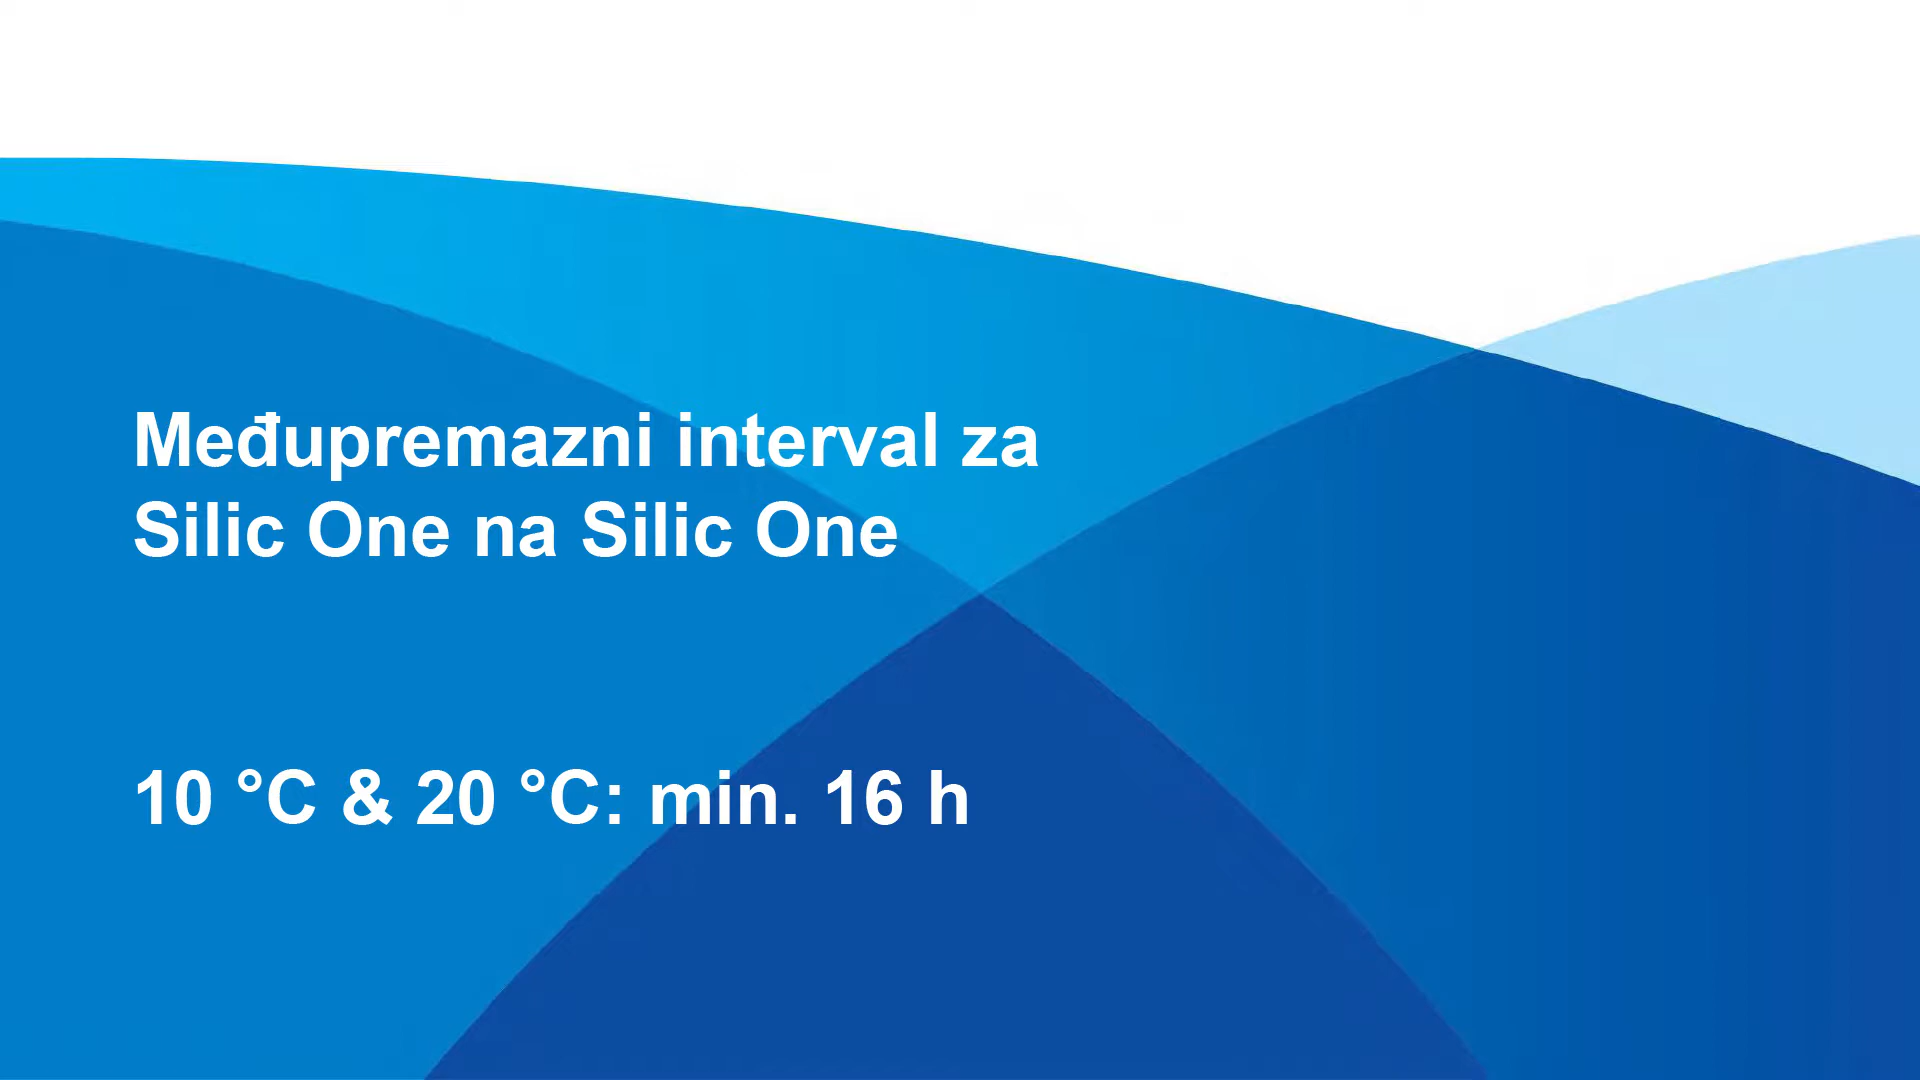 Međupremazni interval za
Silic One na Silic One
10 °C & 20 °C: min. 16 h